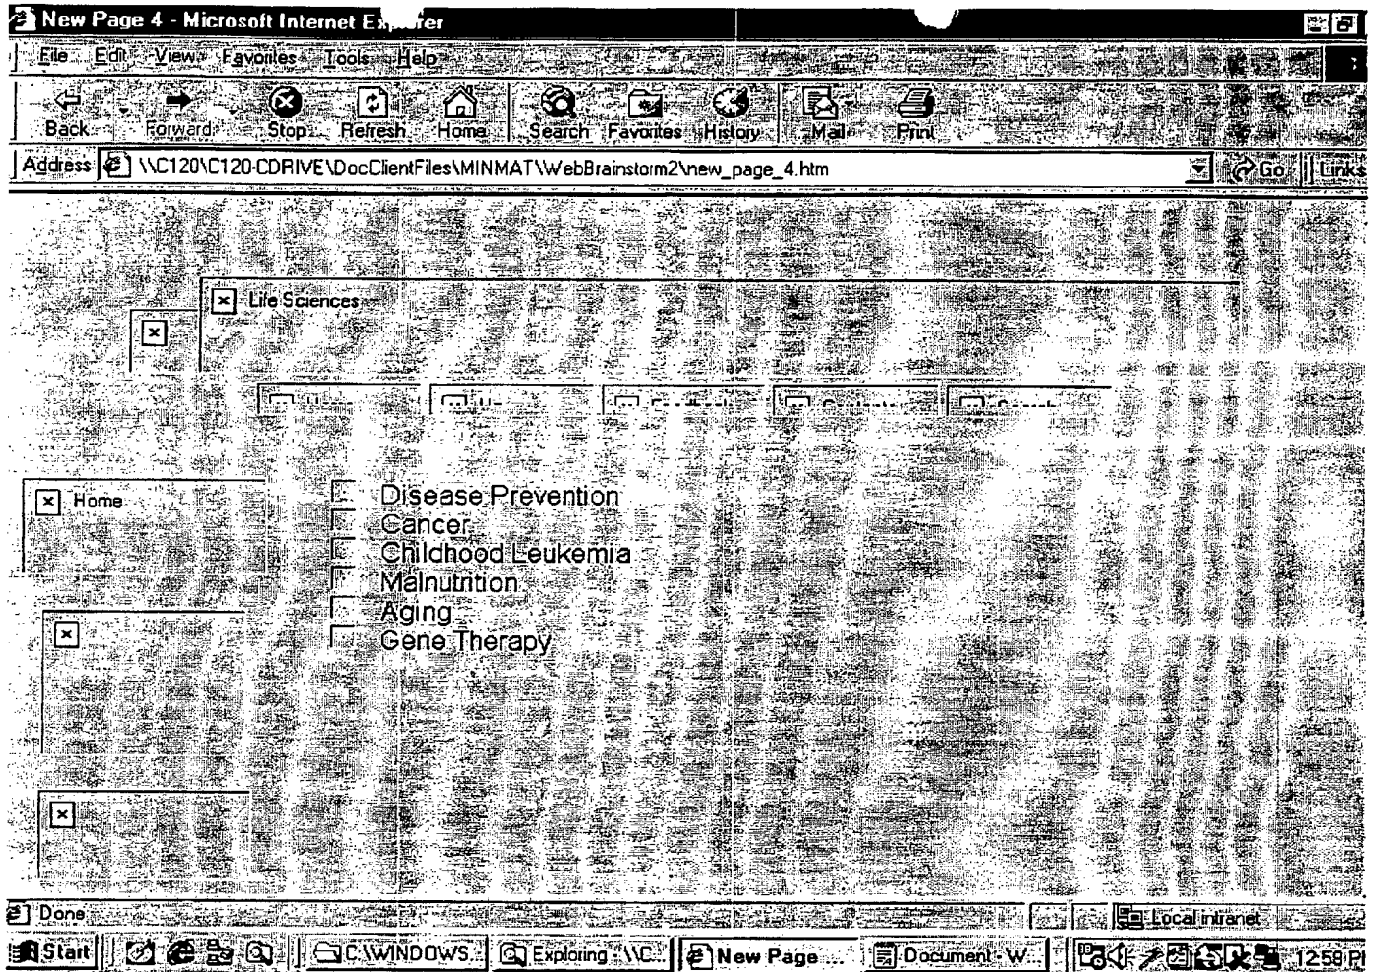 New Page 4 - Microsoft Internet Explorer
File Edit View Favorites Tools Help
Back Forward Stop Refresh Home Search Favorites History Mail Print
Address \\C120\C120-CDRIVE\DocClientFiles\MINMAT\WebBrainstorm2\new_page_4.htm Go Links
Life Sciences
Home
Disease Prevention
Cancer
Childhood Leukemia
Malnutrition
Aging
Gene Therapy
Done Local intranet
Start C:\WINDOWS... Exploring - \\C... New Page ... Document - W... 12:59 P